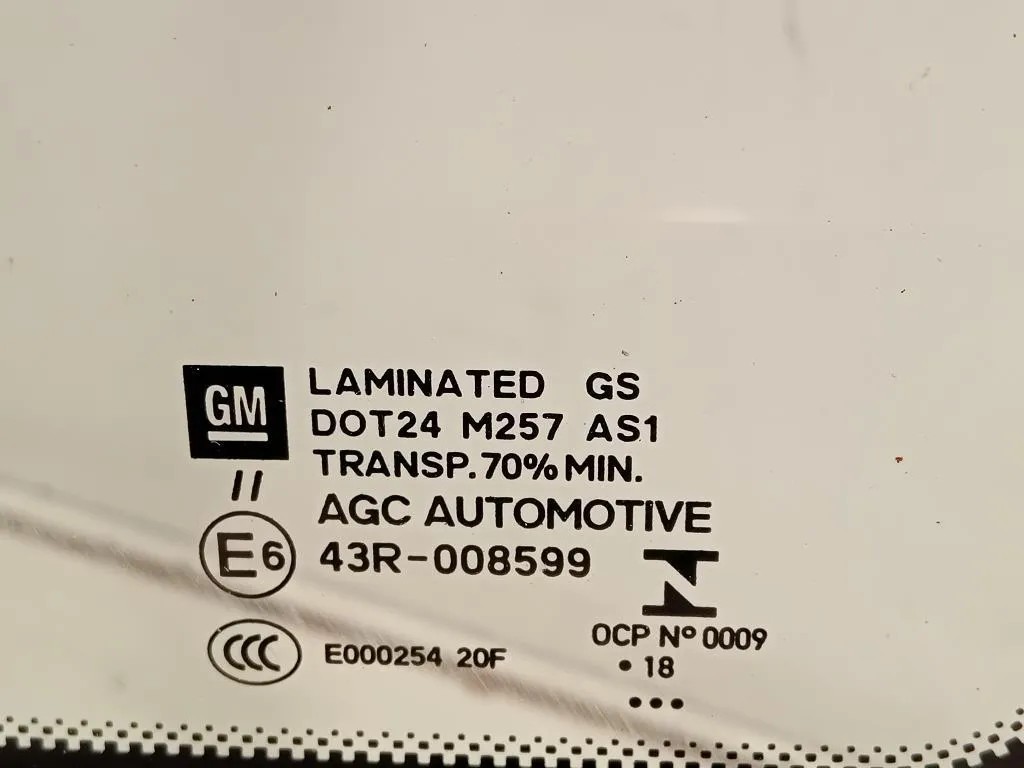 GM
LAMINATED GS
DOT24 M257 AS1
TRANSP. 70% MIN.
II
AGC AUTOMOTIVE
E6 43R-008599
OCP Nº 0009
CCC E000254 20F
• 18
•••